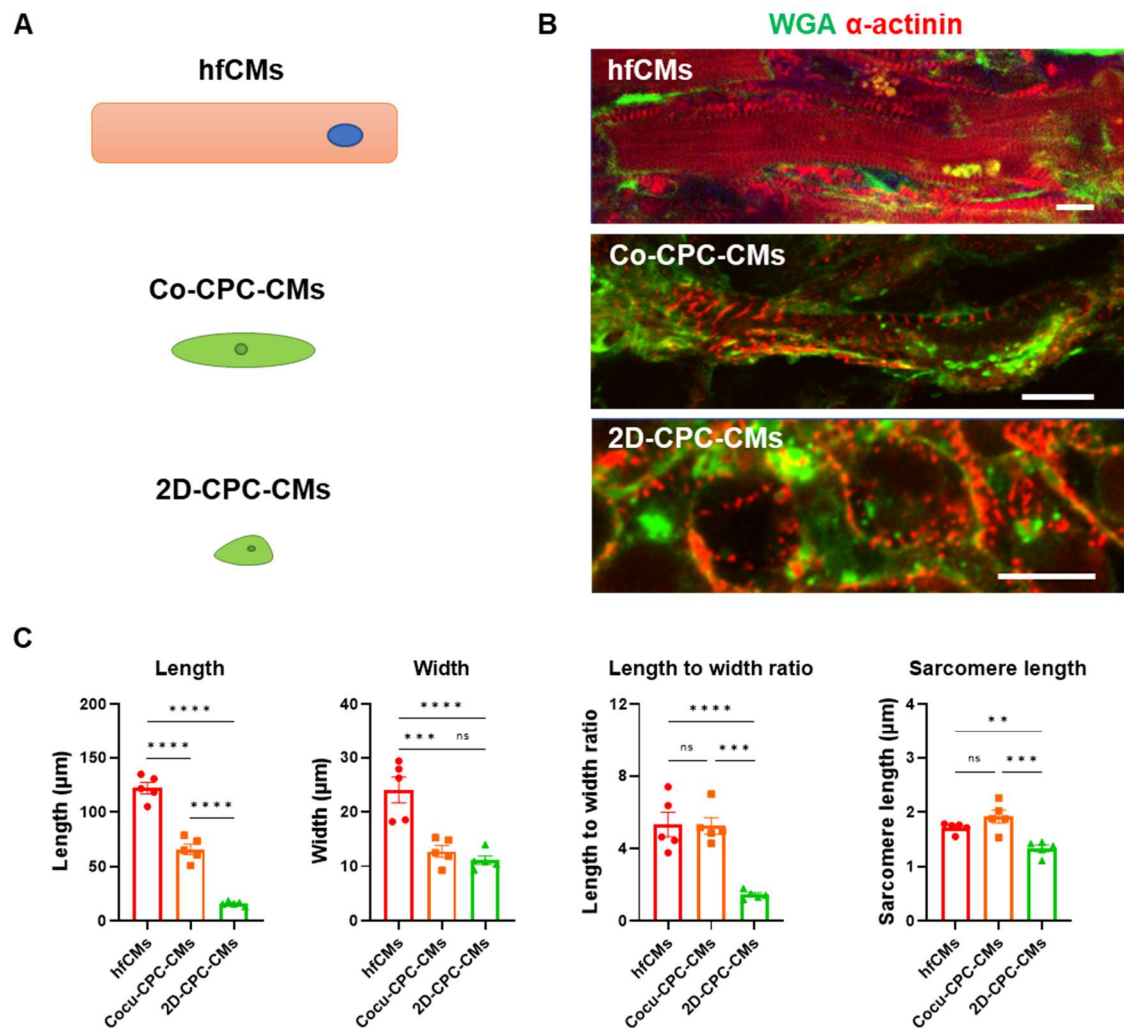 A
hfCMs
Co-CPC-CMs
2D-CPC-CMs
B
WGA α-actinin
hfCMs
Co-CPC-CMs
2D-CPC-CMs
C
Length
Length (μm)
200
150
100
50
0
****
****
****
hfCMs
Cocu-CPC-CMs
2D-CPC-CMs
Width
Width (μm)
40
30
20
10
0
****
*** ns
hfCMs
Cocu-CPC-CMs
2D-CPC-CMs
Length to width ratio
Length to width ratio
12
8
4
0
****
ns ***
hfCMs
Cocu-CPC-CMs
2D-CPC-CMs
Sarcomere length
Sarcomere length (μm)
4
3
2
1
0
**
ns ***
hfCMs
Cocu-CPC-CMs
2D-CPC-CMs